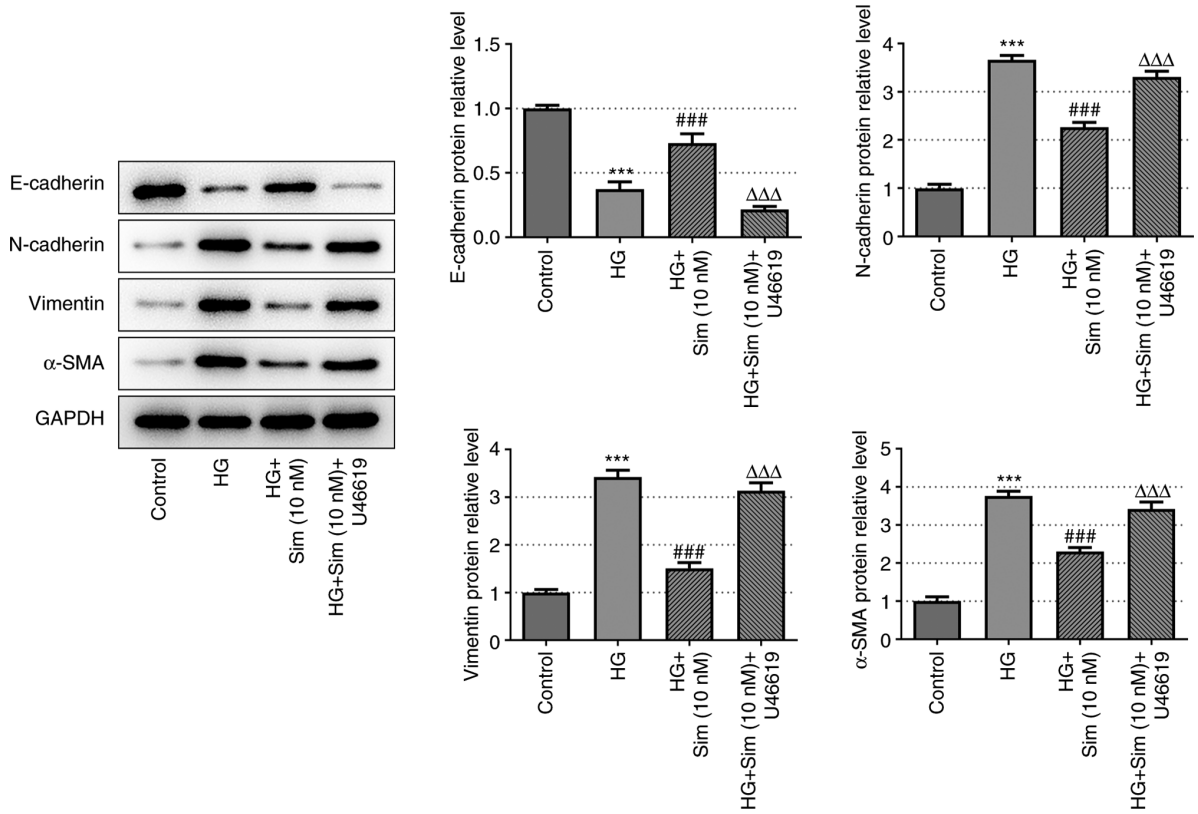 E-cadherin
N-cadherin
Vimentin
α-SMA
GAPDH
Control
HG
HG+
Sim (10 nM)
HG+Sim (10 nM)+
U46619
E-cadherin protein relative level
1.5
1.0
0.5
0.0
***
###
ΔΔΔ
Control
HG
HG+
Sim (10 nM)
HG+Sim (10 nM)+
U46619
N-cadherin protein relative level
4
3
2
1
0
***
###
ΔΔΔ
Control
HG
HG+
Sim (10 nM)
HG+Sim (10 nM)+
U46619
Vimentin protein relative level
4
3
2
1
0
***
###
ΔΔΔ
Control
HG
HG+
Sim (10 nM)
HG+Sim (10 nM)+
U46619
α-SMA protein relative level
5
4
3
2
1
0
***
###
ΔΔΔ
Control
HG
HG+
Sim (10 nM)
HG+Sim (10 nM)+
U46619